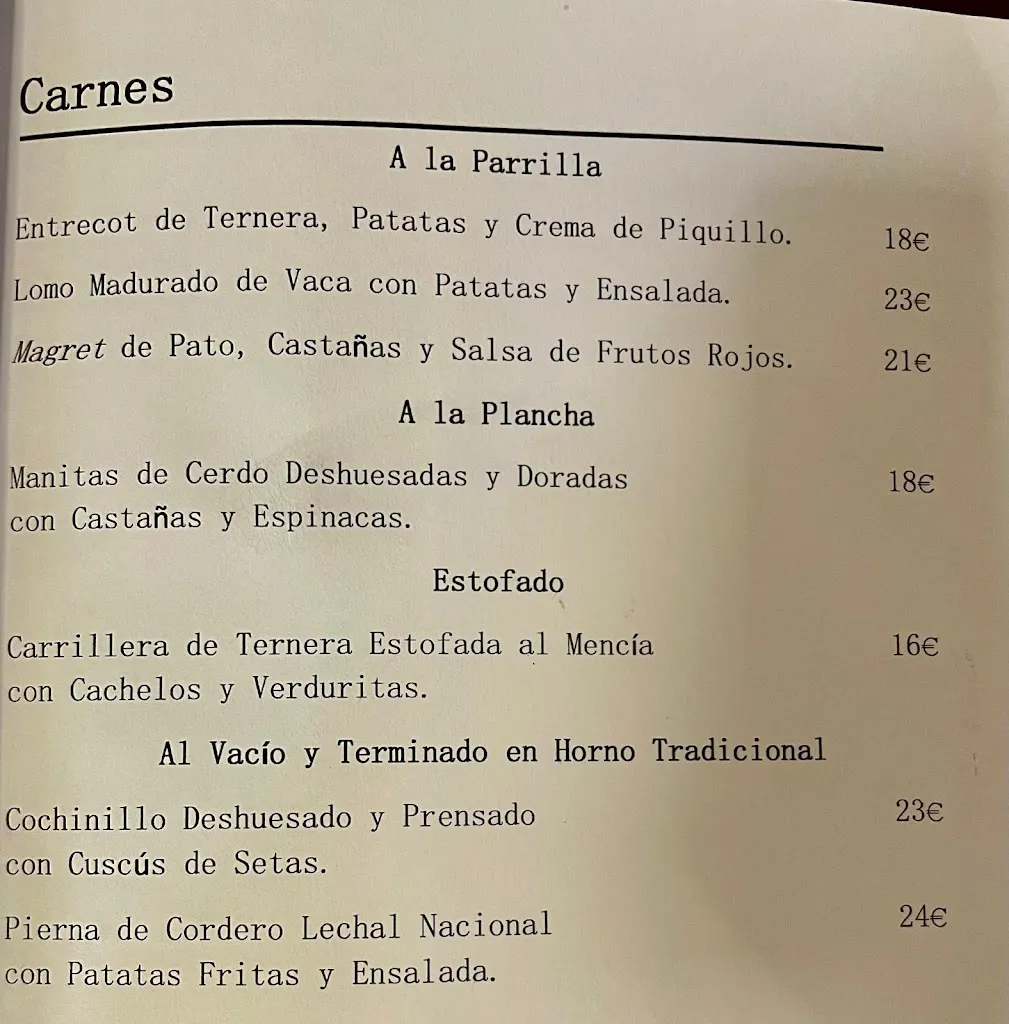 Carnes
A la Parrilla
Entrecot de Ternera, Patatas y Crema de Piquillo. 18€
Lomo Madurado de Vaca con Patatas y Ensalada. 23€
Magret de Pato, Castañas y Salsa de Frutos Rojos. 21€
A la Plancha
Manitas de Cerdo Deshuesadas y Doradas 18€
con Castañas y Espinacas.
Estofado
Carrillera de Ternera Estofada al Mencía 16€
con Cachelos y Verduritas.
Al Vacío y Terminado en Horno Tradicional
Cochinillo Deshuesado y Prensado 23€
con Cuscús de Setas.
Pierna de Cordero Lechal Nacional 24€
con Patatas Fritas y Ensalada.